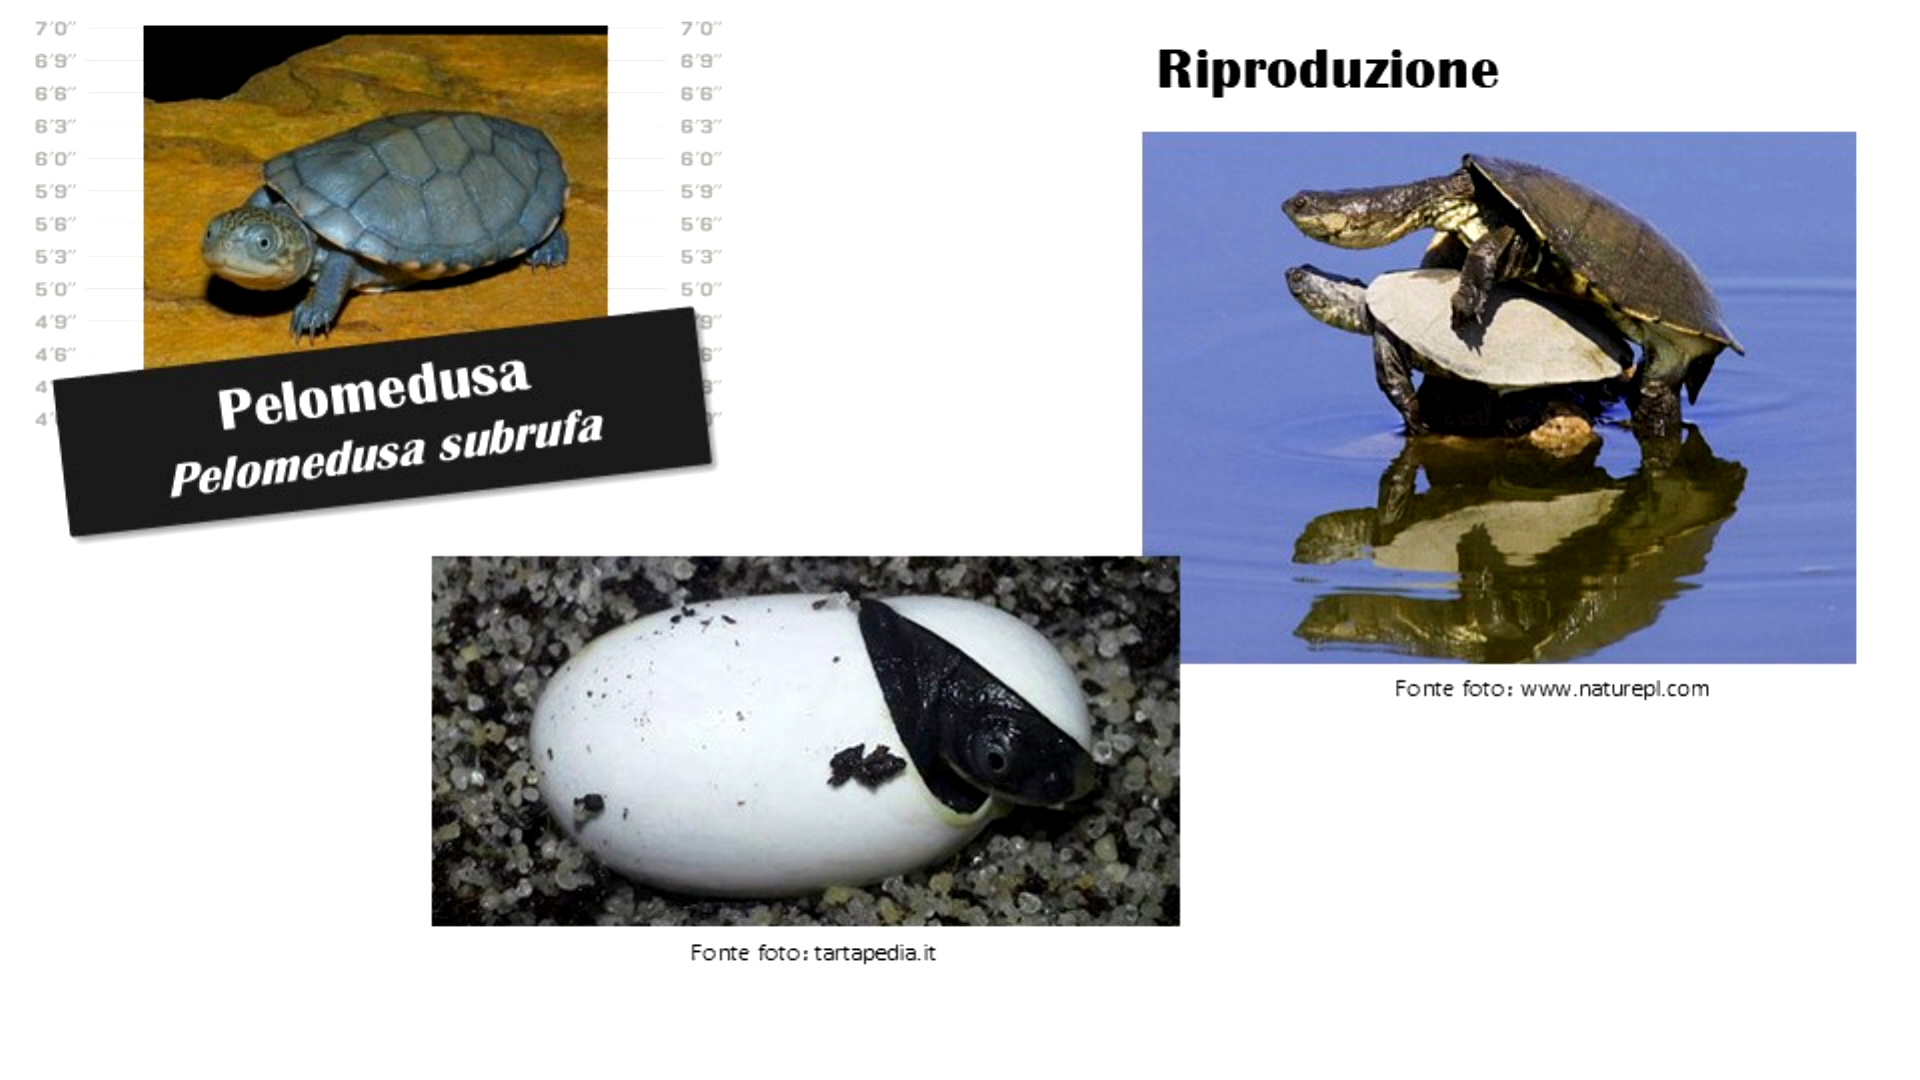 7'0" 7'0"
6'9" 6'9"
6'6" 6'6"
6'3" 6'3"
6'0" 6'0"
5'9" 5'9"
5'6" 5'6"
5'3" 5'3"
5'0" 5'0"
4'9" 9"
4'6" 6"
Pelomedusa
Pelomedusa subrufa
Riproduzione
Fonte foto: www.naturepl.com
Fonte foto: tartapedia.it